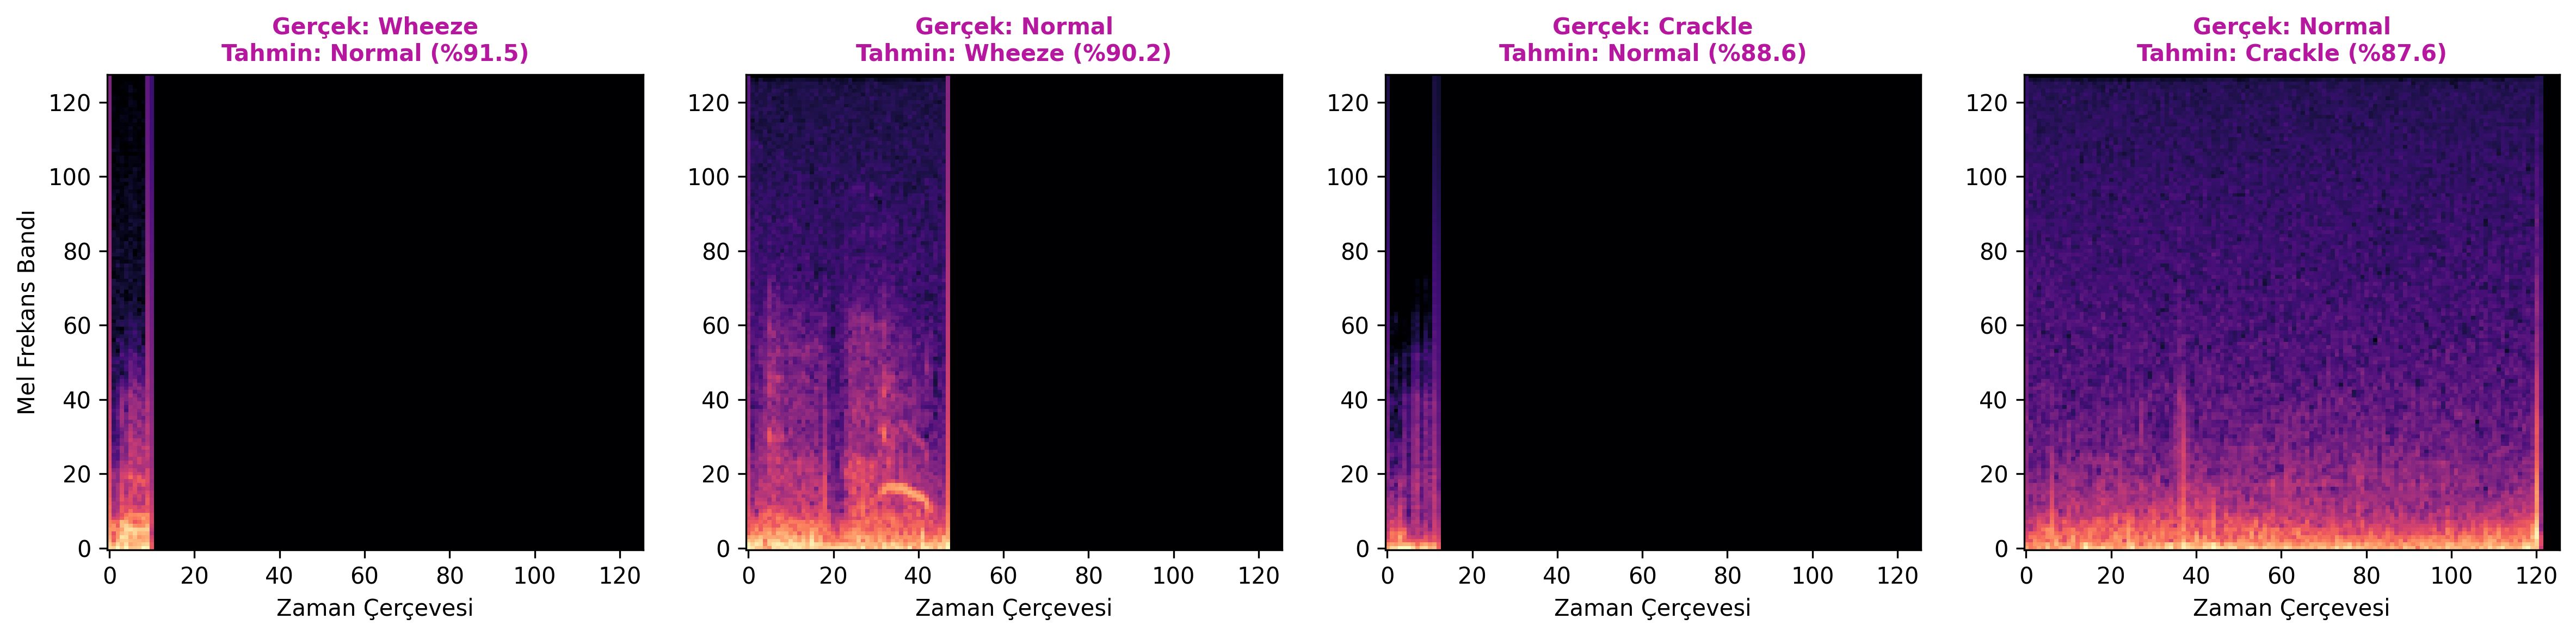 Gerçek: Wheeze
Tahmin: Normal (%91.5)
Gerçek: Normal
Tahmin: Wheeze (%90.2)
Gerçek: Crackle
Tahmin: Normal (%88.6)
Gerçek: Normal
Tahmin: Crackle (%87.6)
Mel Frekans Bandı
120
100
80
60
40
20
0
0 20 40 60 80 100 120
Zaman Çerçevesi
120
100
80
60
40
20
0
0 20 40 60 80 100 120
Zaman Çerçevesi
120
100
80
60
40
20
0
0 20 40 60 80 100 120
Zaman Çerçevesi
120
100
80
60
40
20
0
0 20 40 60 80 100 120
Zaman Çerçevesi